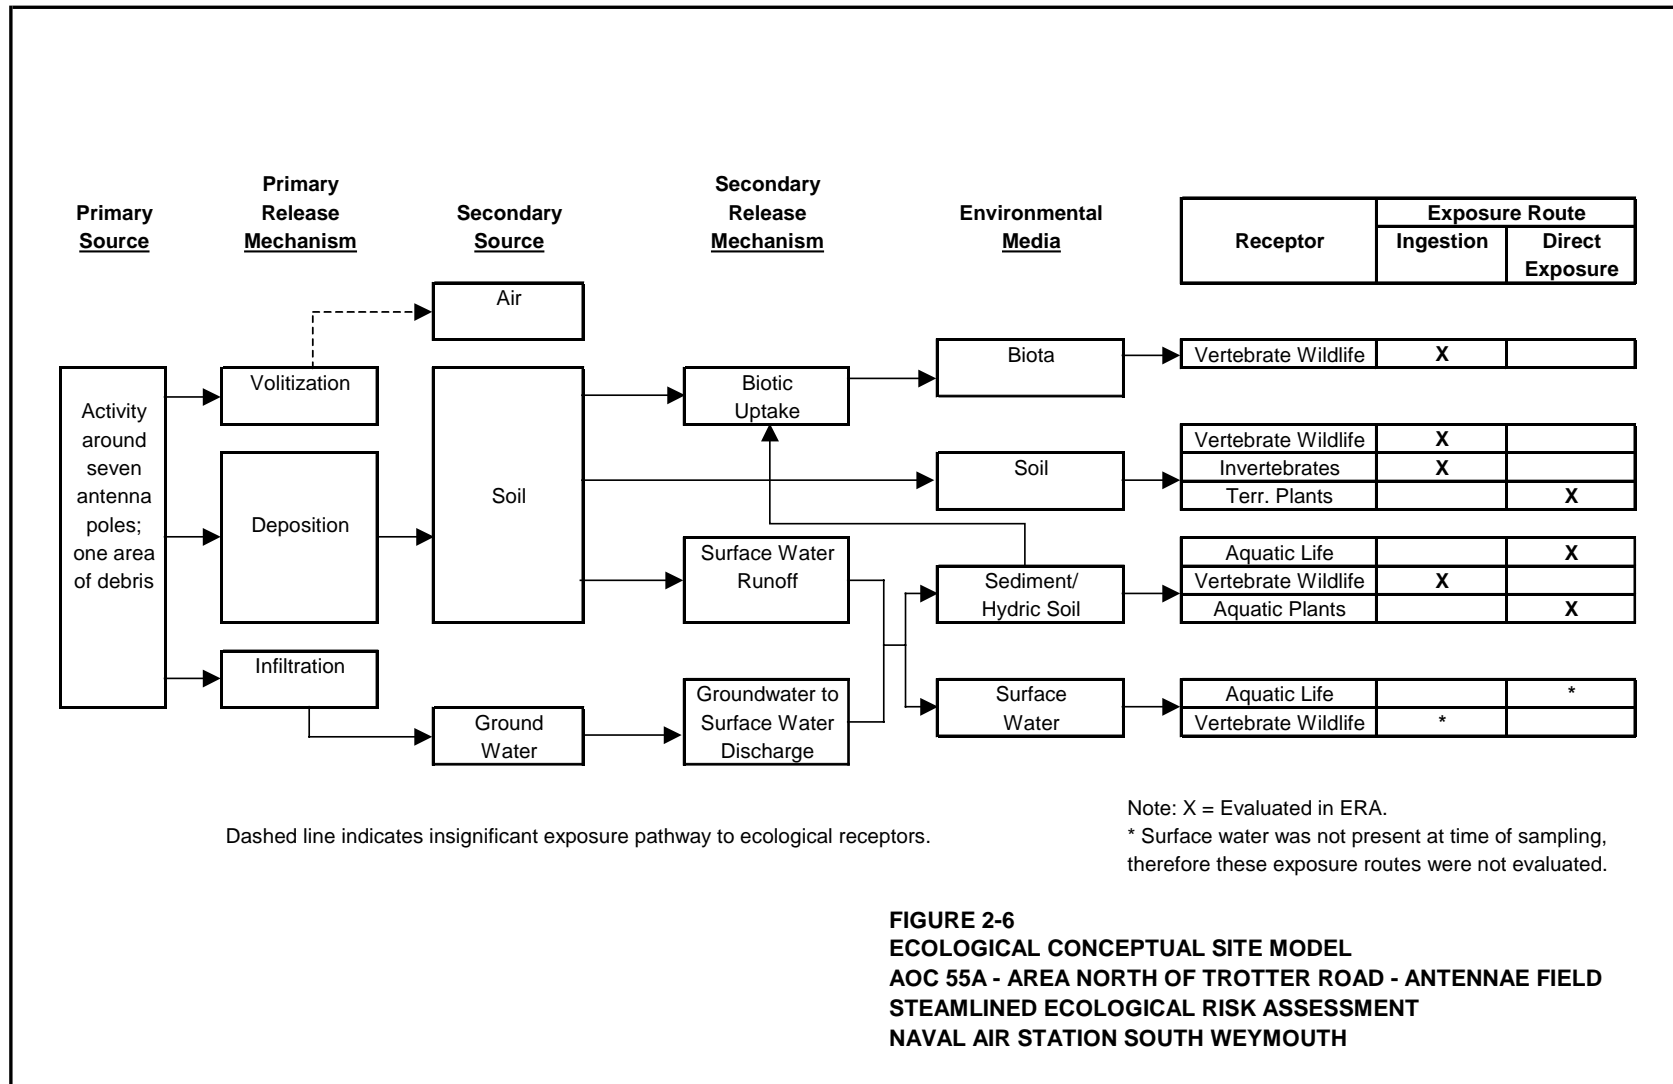 Primary
Source
Primary
Release
Mechanism
Secondary
Source
Secondary
Release
Mechanism
Environmental
Media
Receptor
Exposure Route
Ingestion
Direct
Exposure
Activity
around
seven
antenna
poles;
one area
of debris
Volitization
Deposition
Infiltration
Air
Soil
Ground
Water
Biotic
Uptake
Surface Water
Runoff
Groundwater to
Surface Water
Discharge
Biota
Soil
Sediment/
Hydric Soil
Surface
Water
Vertebrate Wildlife X
Vertebrate Wildlife X
Invertebrates X
Terr. Plants X
Aquatic Life X
Vertebrate Wildlife X
Aquatic Plants X
Aquatic Life *
Vertebrate Wildlife *
Dashed line indicates insignificant exposure pathway to ecological receptors.
Note: X = Evaluated in ERA.
* Surface water was not present at time of sampling,
therefore these exposure routes were not evaluated.
FIGURE 2-6
ECOLOGICAL CONCEPTUAL SITE MODEL
AOC 55A - AREA NORTH OF TROTTER ROAD - ANTENNAE FIELD
STEAMLINED ECOLOGICAL RISK ASSESSMENT
NAVAL AIR STATION SOUTH WEYMOUTH